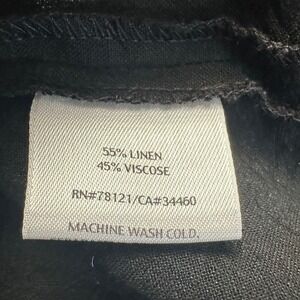 55% LINEN
45% VISCOSE
RN#78121/CA#34460
MACHINE WASH COLD.